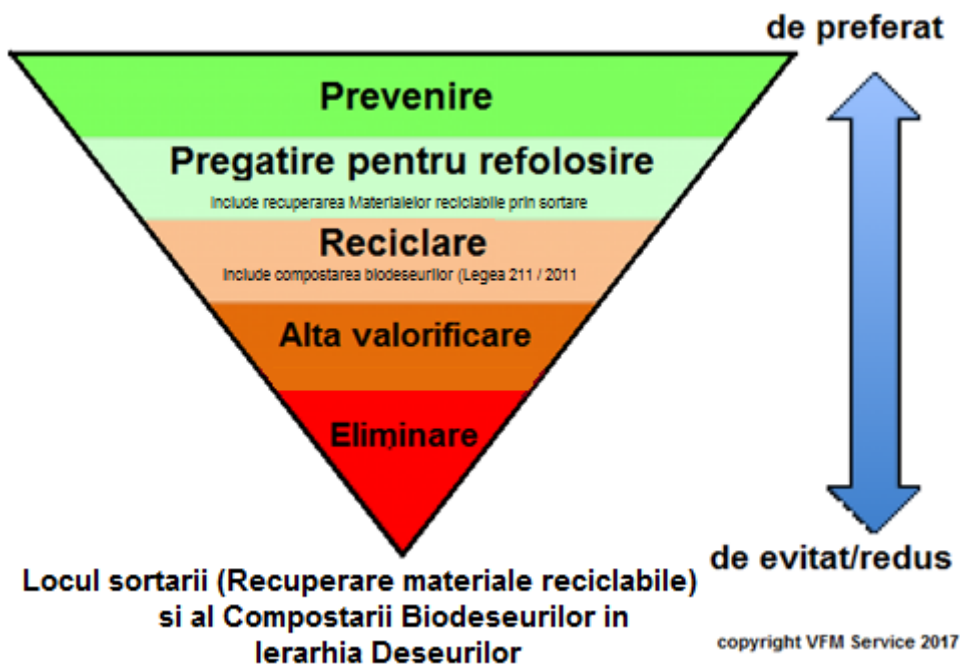 de preferat
Prevenire
Pregatire pentru refolosire
Include recuperarea Materialelor reciclabile prin sortare
Reciclare
Include compostarea biodeseurilor (Legea 211 / 2011
Alta valorificare
Eliminare
de evitat/redus
Locul sortarii (Recuperare materiale reciclabile)
si al Compostarii Biodeseurilor in
Ierarhia Deseurilor
copyright VFM Service 2017